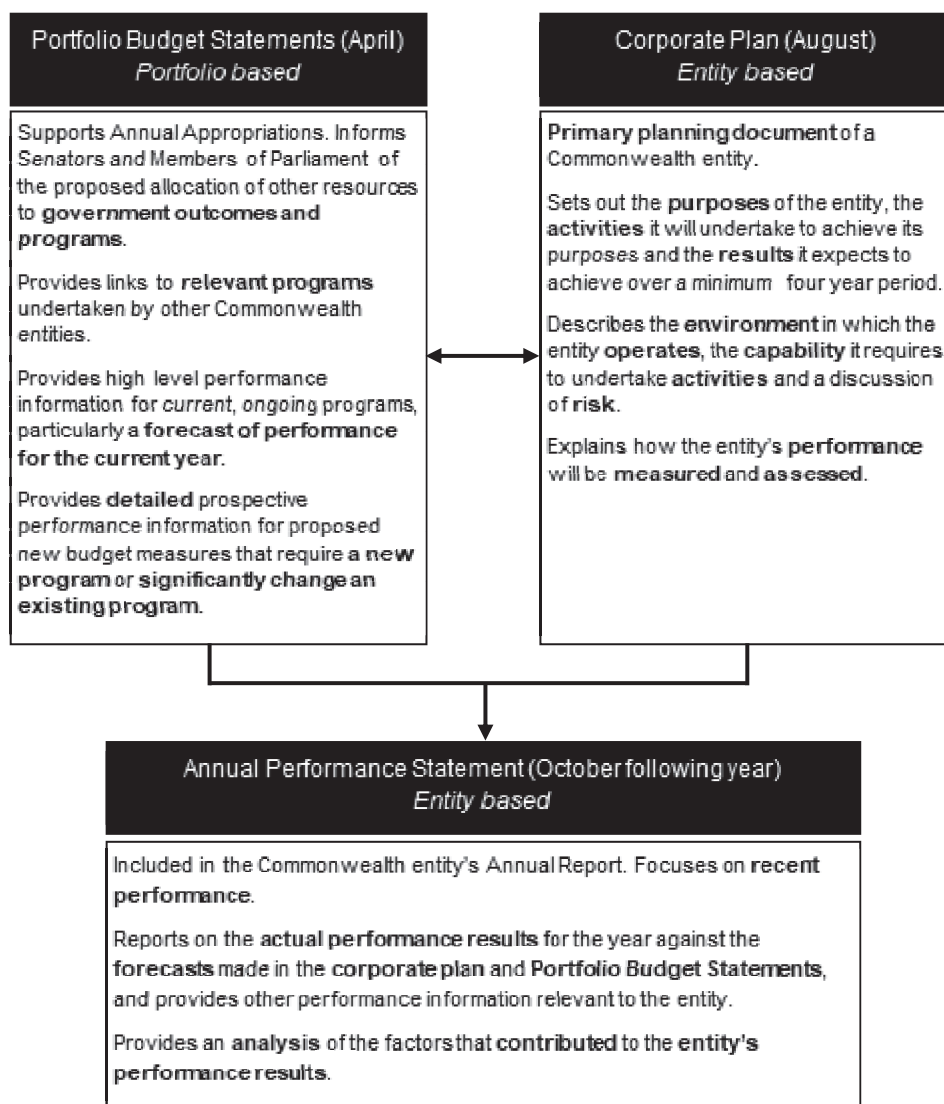 Portfolio Budget Statements (April)
Portfolio based
Supports Annual Appropriations. Informs
Senators and Members of Parliament of
the proposed allocation of other resources
to government outcomes and
programs.
Provides links to relevant programs
undertaken by other Commonwealth
entities.
Provides high level performance
information for current, ongoing programs,
particularly a forecast of performance
for the current year.
Provides detailed prospective
performance information for proposed
new budget measures that require a new
program or significantly change an
existing program.
Corporate Plan (August)
Entity based
Primary planning document of a
Commonwealth entity.
Sets out the purposes of the entity, the
activities it will undertake to achieve its
purposes and the results it expects to
achieve over a minimum four year period.
Describes the environment in which the
entity operates, the capability it requires
to undertake activities and a discussion
of risk.
Explains how the entity's performance
will be measured and assessed.
Annual Performance Statement (October following year)
Entity based
Included in the Commonwealth entity's Annual Report. Focuses on recent
performance.
Reports on the actual performance results for the year against the
forecasts made in the corporate plan and Portfolio Budget Statements,
and provides other performance information relevant to the entity.
Provides an analysis of the factors that contributed to the entity's
performance results.